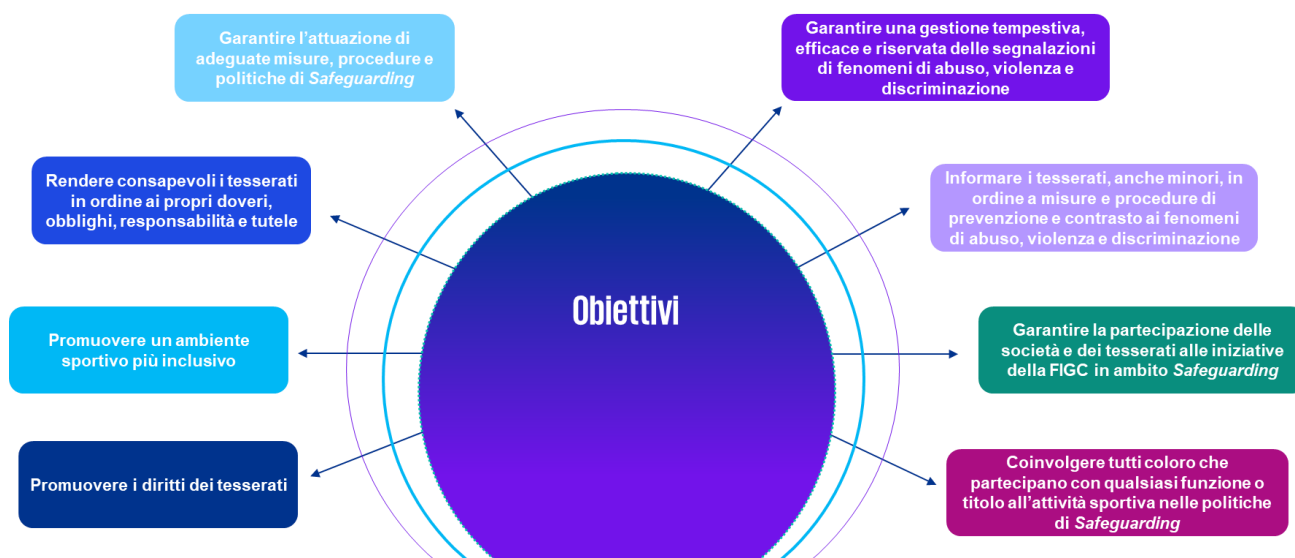 Garantire l'attuazione di
adeguate misure, procedure e
politiche di Safeguarding
Garantire una gestione tempestiva,
efficace e riservata delle segnalazioni
di fenomeni di abuso, violenza e
discriminazione
Rendere consapevoli i tesserati
in ordine ai propri doveri,
obblighi, responsabilità e tutele
Informare i tesserati, anche minori, in
ordine a misure e procedure di
prevenzione e contrasto ai fenomeni
di abuso, violenza e discriminazione
Obiettivi
Promuovere un ambiente
sportivo più inclusivo
Garantire la partecipazione delle
società e dei tesserati alle iniziative
della FIGC in ambito Safeguarding
Promuovere i diritti dei tesserati
Coinvolgere tutti coloro che
partecipano con qualsiasi funzione o
titolo all'attività sportiva nelle politiche
di Safeguarding